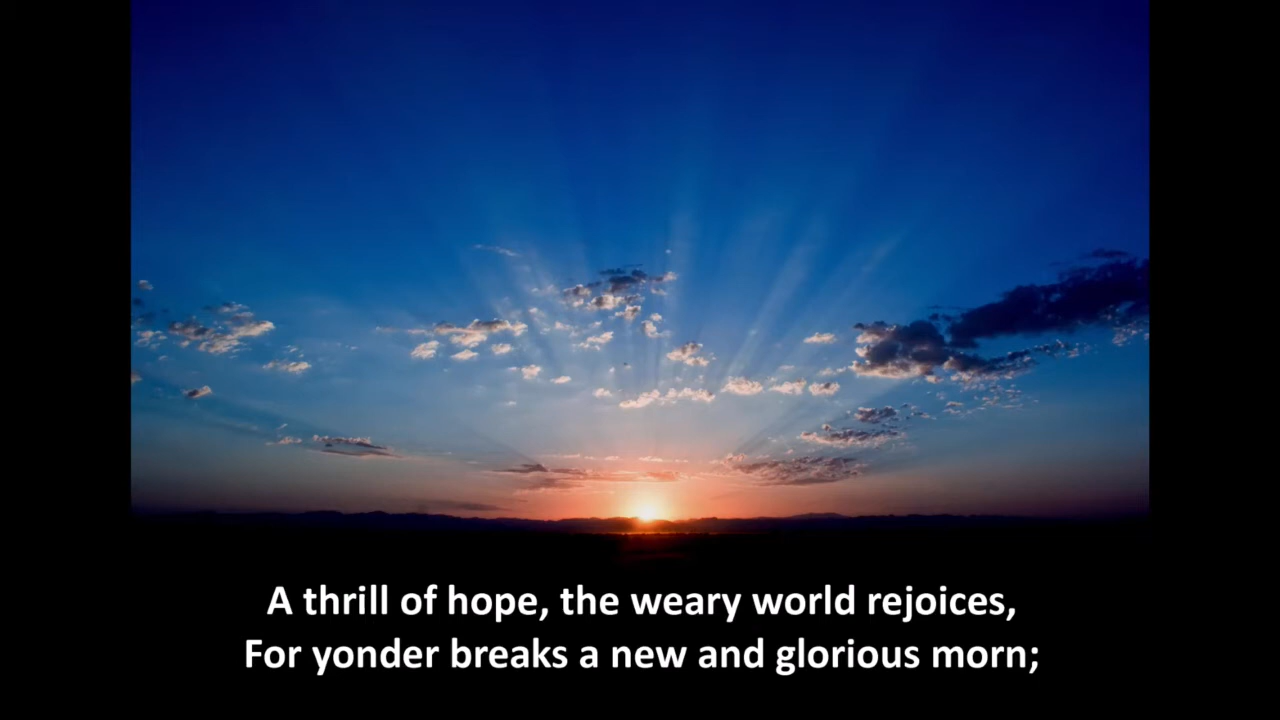 A thrill of hope, the weary world rejoices,
For yonder breaks a new and glorious morn;